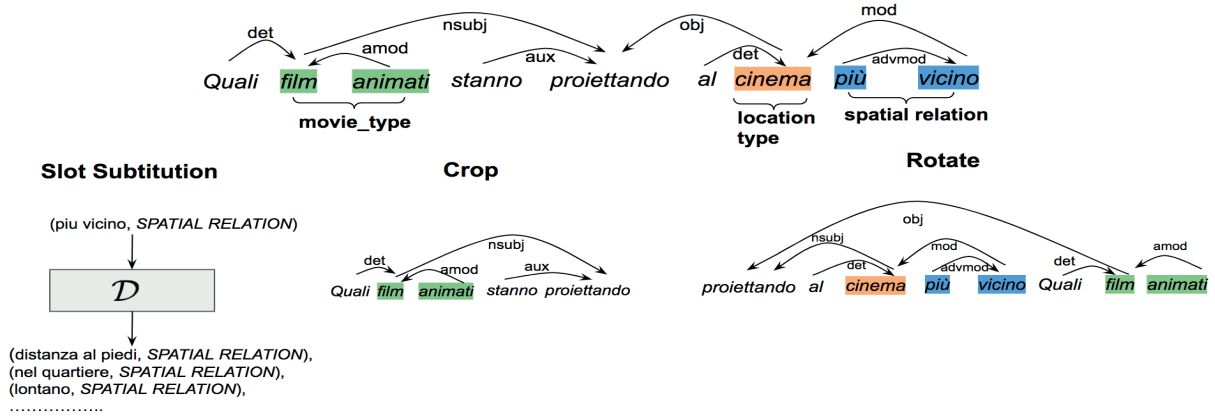 det nsubj amod aux obj det mod advmod
Quali film animati stanno proiettando al cinema più vicino
movie_type location type spatial relation
Slot Subtitution Crop Rotate
(piu vicino, SPATIAL RELATION)
D
(distanza al piedi, SPATIAL RELATION),
(nel quartiere, SPATIAL RELATION),
(lontano, SPATIAL RELATION),
……………..
det nsubj amod aux
Quali film animati stanno proiettando
obj nsubj det mod advmod det amod
proiettando al cinema più vicino Quali film animati